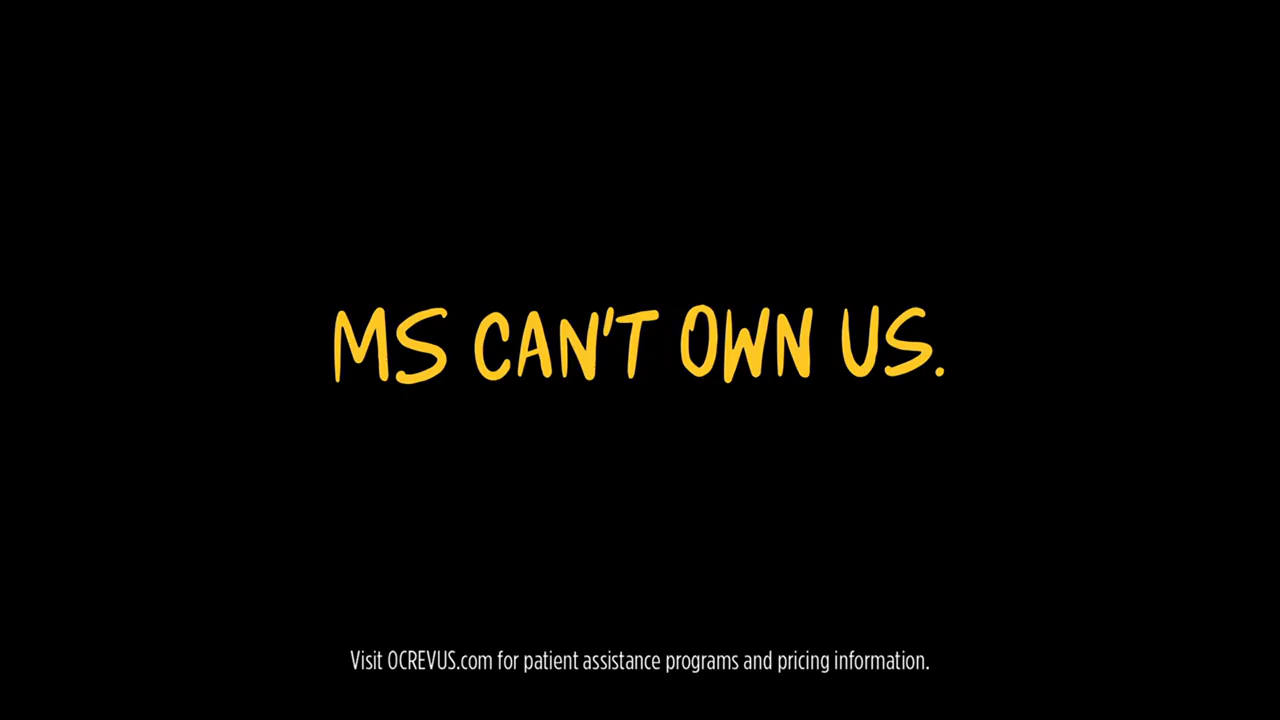 MS CAN'T OWN US.
Visit OCREVUS.com for patient assistance programs and pricing information.